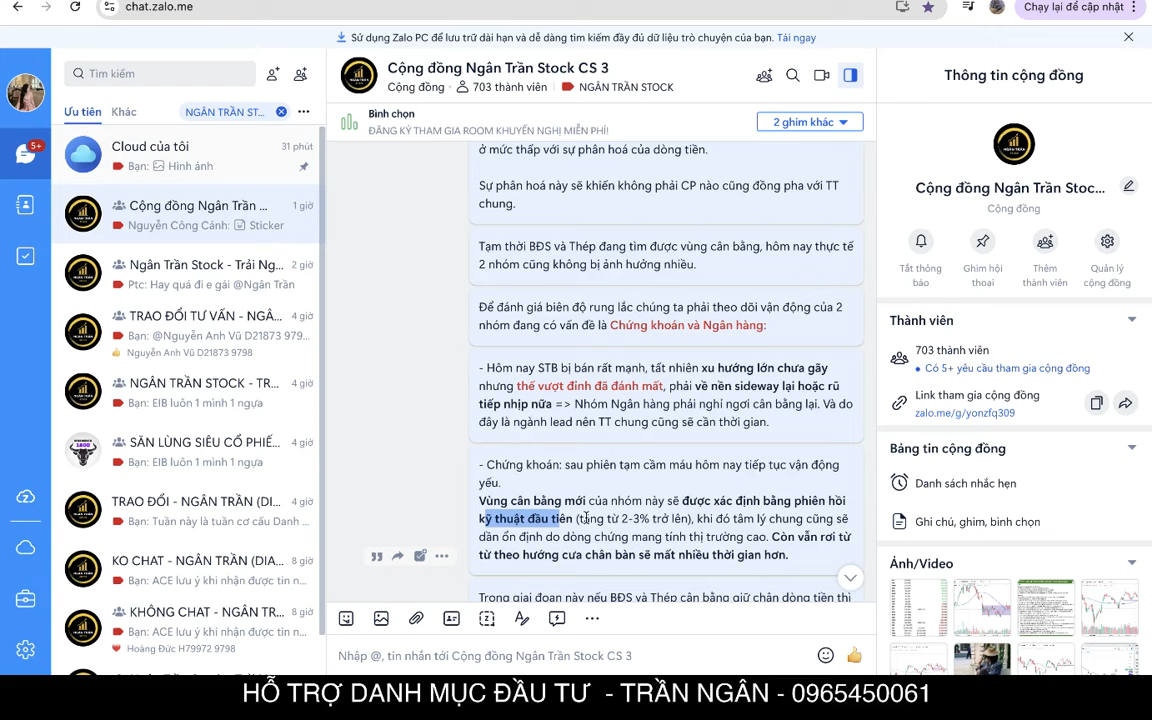 chat.zalo.me
Chạy lại để cập nhật
Sử dụng Zalo PC để lưu trữ dài hạn và dễ dàng tìm kiếm đầy đủ dữ liệu trò chuyện của bạn. Tải ngay
Tìm kiếm
Ưu tiên
Khác
NGÂN TRẦN ST...
5+
Cloud của tôi
31 phút
Bạn: Hình ảnh
Cộng đồng Ngân Trần ...
1 giờ
Nguyễn Công Cánh: Sticker
Ngân Trần Stock - Trải Ng...
2 giờ
Ptc: Hay quá đi e gái @Ngân Trần
TRAO ĐỔI TƯ VẤN - NGÂ...
4 giờ
Bạn: @Nguyễn Anh Vũ D21873 979...
Nguyễn Anh Vũ D21873 9798
NGÂN TRẦN STOCK - TR...
4 giờ
Bạn: EIB luôn 1 mình 1 ngựa
SĂN LÙNG SIÊU CỔ PHIẾ...
4 giờ
Bạn: EIB luôn 1 mình 1 ngựa
TRAO ĐỔI - NGÂN TRẦN (DI...
4 giờ
Bạn: Tuần này là tuần cơ cấu Danh ...
KO CHAT - NGÂN TRẦN (DIA...
8 giờ
Bạn: ACE lưu ý khi nhận được tin n...
KHÔNG CHAT - NGÂN TR...
8 giờ
Bạn: ACE lưu ý khi nhận được tin n...
Hoàng Đức H79972 9798
Cộng đồng Ngân Trần Stock CS 3
Cộng đồng
703 thành viên
NGÂN TRẦN STOCK
Bình chọn
ĐĂNG KÝ THAM GIA ROOM KHUYẾN NGHỊ MIỄN PHÍ!
2 ghim khác
ở mức thấp với sự phân hoá của dòng tiền.
Sự phân hoá này sẽ khiến không phải CP nào cũng đồng pha với TT
chung.
Tạm thời BĐS và Thép đang tìm được vùng cân bằng, hôm nay thực tế
2 nhóm cũng không bị ảnh hưởng nhiều.
Để đánh giá biên độ rung lắc chúng ta phải theo dõi vận động của 2
nhóm đang có vấn đề là Chứng khoán và Ngân hàng:
- Hôm nay STB bị bán rất mạnh, tất nhiên xu hướng lớn chưa gãy
nhưng thế vượt đỉnh đã đánh mất, phải về nền sideway lại hoặc rũ
tiếp nhịp nữa => Nhóm Ngân hàng phải nghỉ ngơi cân bằng lại. Và do
đây là ngành lead nên TT chung cũng sẽ cần thời gian.
- Chứng khoán: sau phiên tạm cầm máu hôm nay tiếp tục vận động
yếu.
Vùng cân bằng mới của nhóm này sẽ được xác định bằng phiên hồi
kỹ thuật đầu tiên (tăng từ 2-3% trở lên), khi đó tâm lý chung cũng sẽ
dần ổn định do dòng chứng mang tính thị trường cao. Còn vẫn rơi từ
từ theo hướng cưa chân bàn sẽ mất nhiều thời gian hơn.
Trong giai đoạn này nếu BĐS và Thép cân bằng giữ chân dòng tiền thì
Nhập @, tin nhắn tới Cộng đồng Ngân Trần Stock CS 3
Thông tin cộng đồng
Cộng đồng Ngân Trần Stoc...
Cộng đồng
Tắt thông
báo
Ghim hội
thoại
Thêm
thành viên
Quản lý
cộng đồng
Thành viên
703 thành viên
Có 5+ yêu cầu tham gia cộng đồng
Link tham gia cộng đồng
zalo.me/g/yonzfq309
Bảng tin cộng đồng
Danh sách nhắc hẹn
Ghi chú, ghim, bình chọn
Ảnh/Video
HỖ TRỢ DANH MỤC ĐẦU TƯ - TRẦN NGÂN - 0965450061